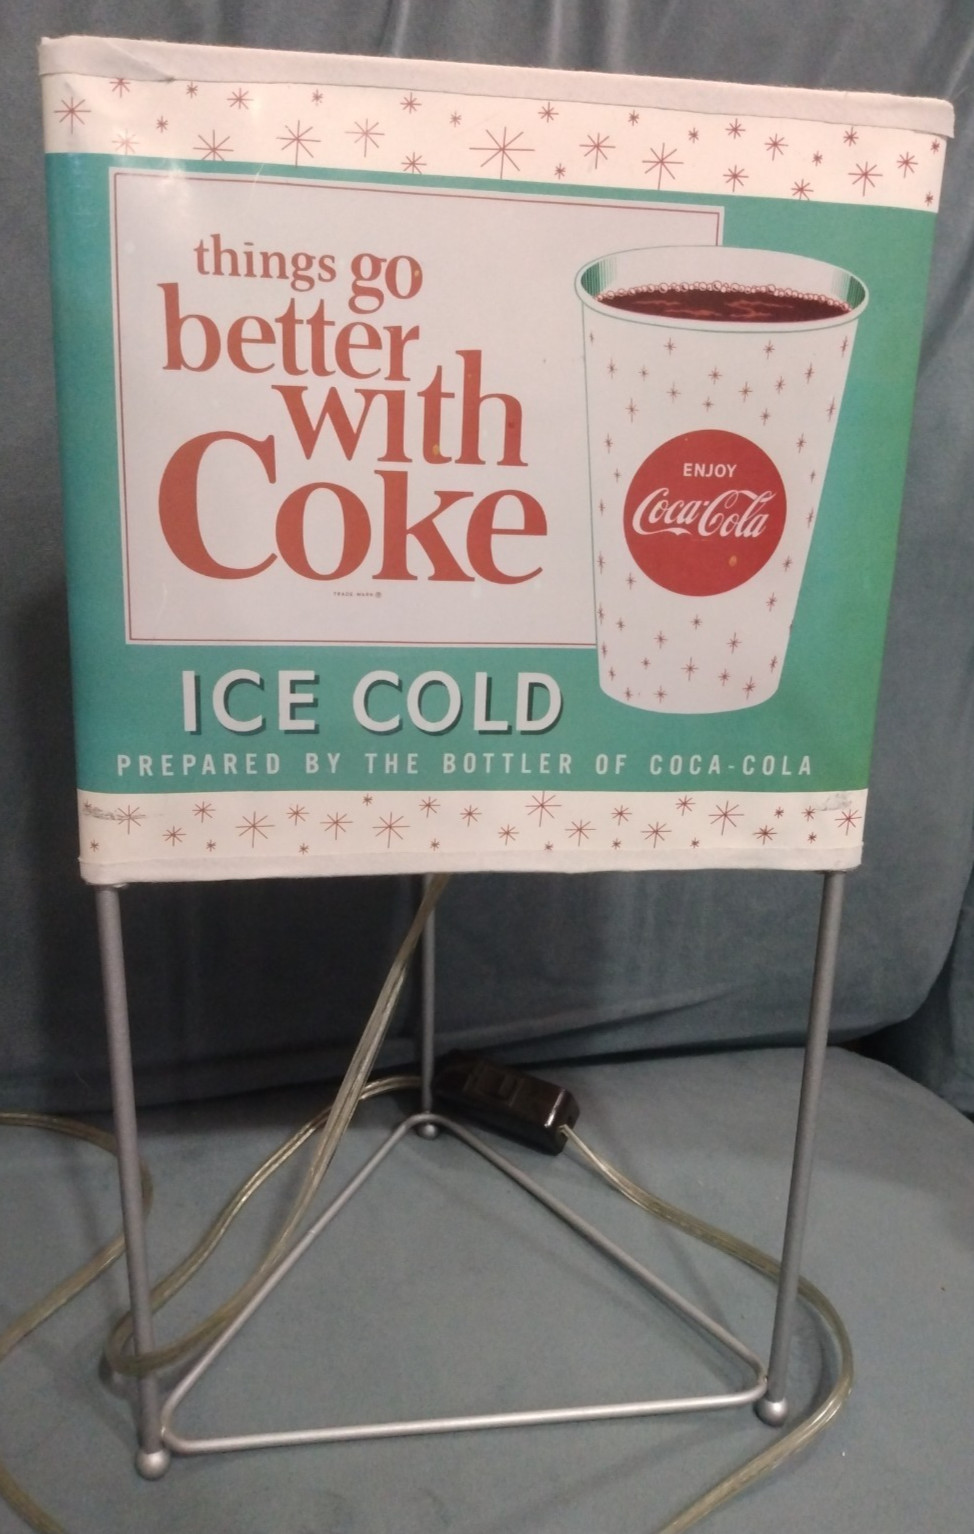 things go
better
with
Coke
TRADE MARK ®
ENJOY
Coca-Cola
ICE COLD
PREPARED BY THE BOTTLER OF COCA-COLA